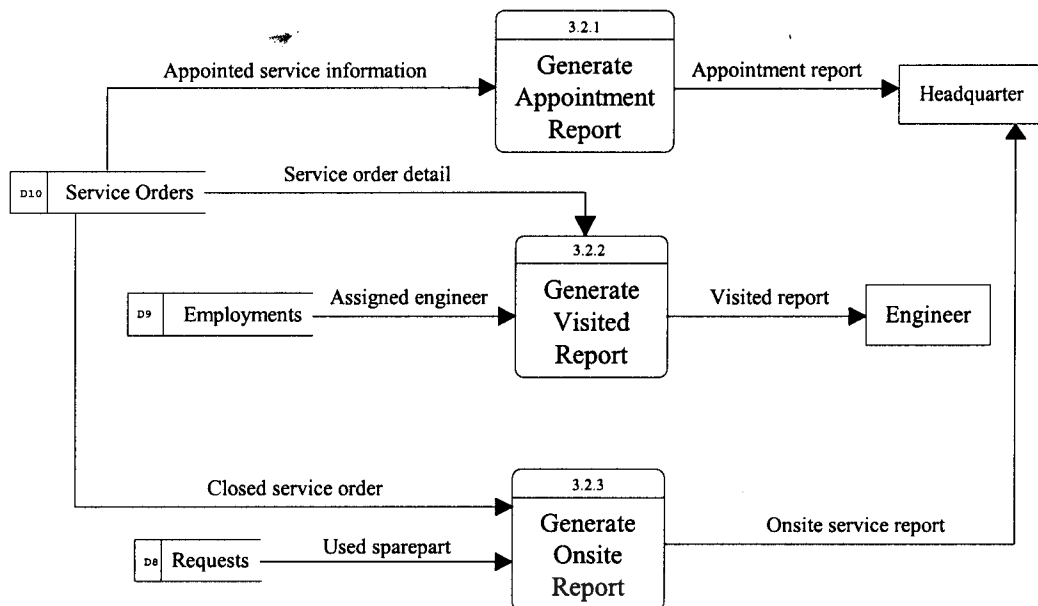 3.2.1
Generate
Appointment
Report
Appointed service information
Appointment report
Headquarter
D10 Service Orders
Service order detail
3.2.2
Generate
Visited
Report
D9 Employments
Assigned engineer
Visited report
Engineer
Closed service order
3.2.3
Generate
Onsite
Report
D8 Requests
Used sparepart
Onsite service report